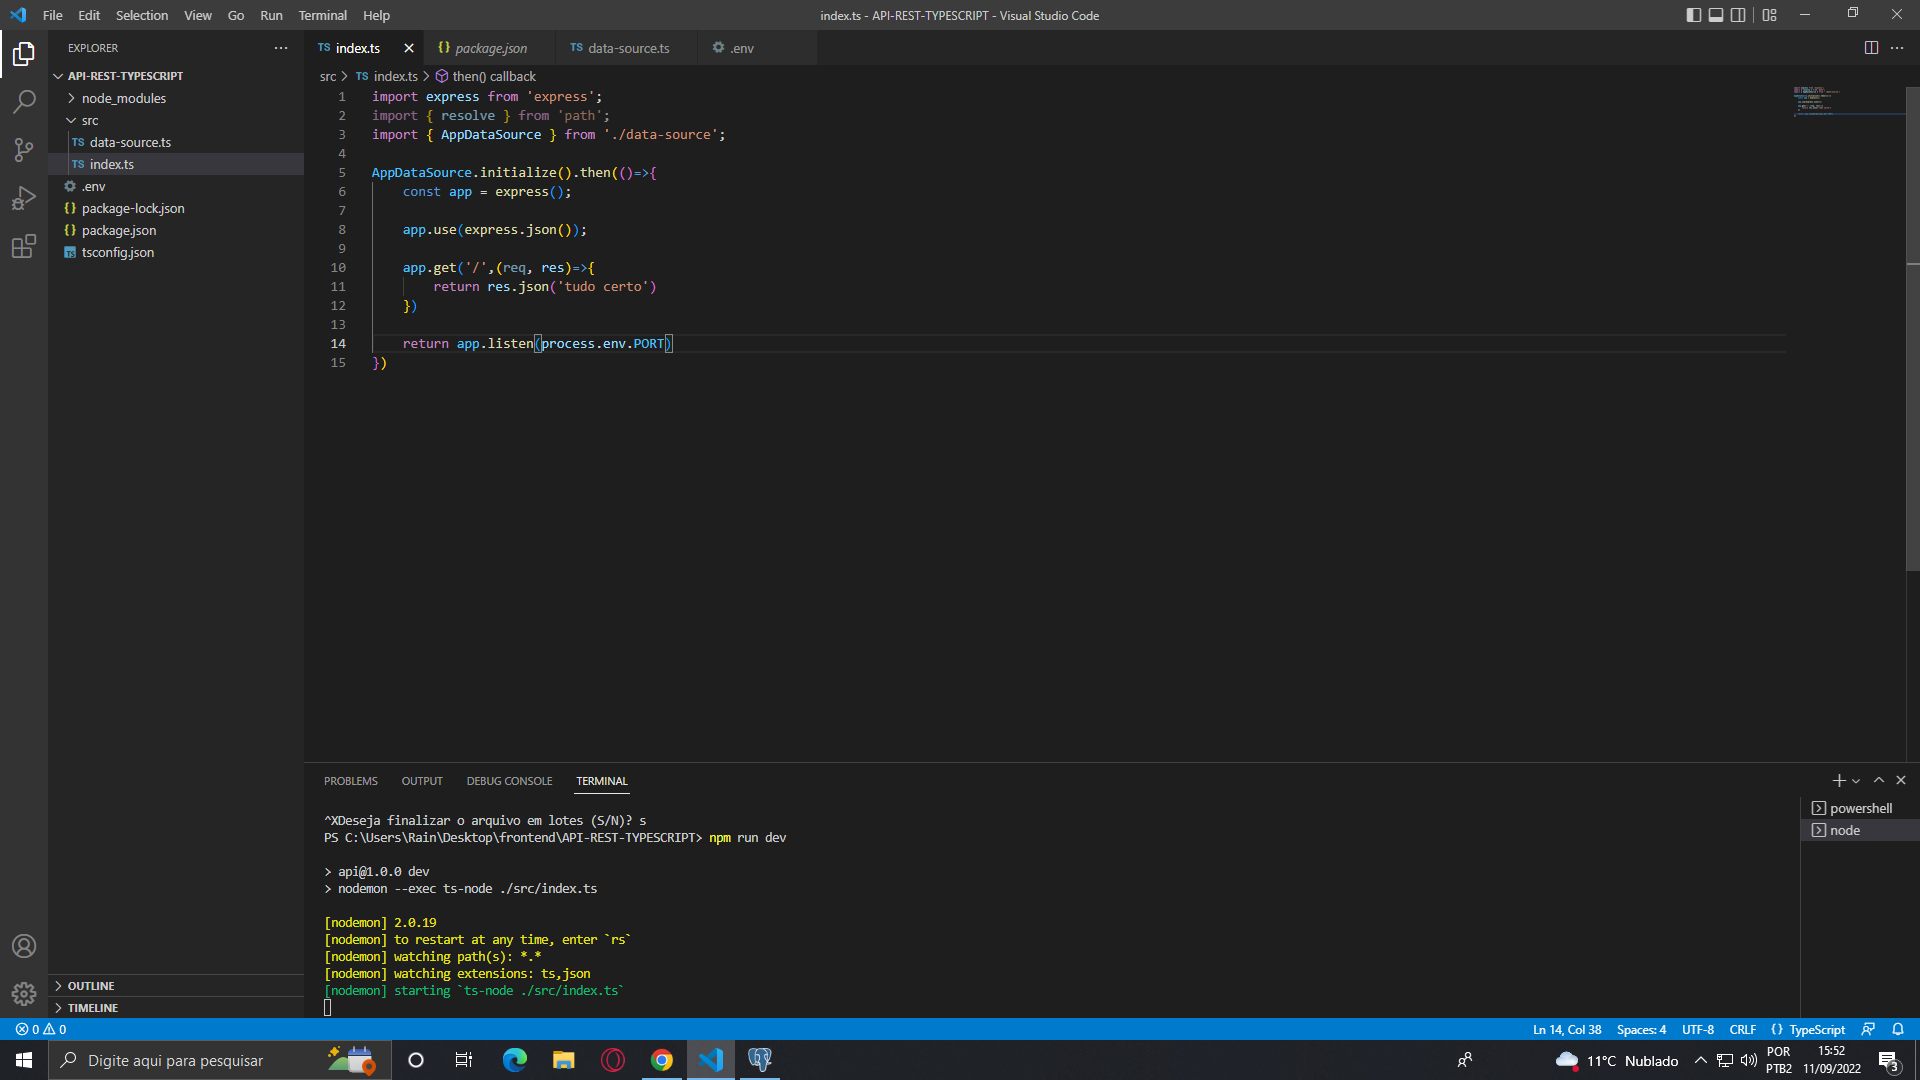 File Edit Selection View Go Run Terminal Help
index.ts - API-REST-TYPESCRIPT - Visual Studio Code
EXPLORER
API-REST-TYPESCRIPT
node_modules
src
TS data-source.ts
TS index.ts
.env
{} package-lock.json
{} package.json
TS tsconfig.json
OUTLINE
TIMELINE
TS index.ts
{} package.json
TS data-source.ts
.env
src > TS index.ts > then() callback
1 import express from 'express';
2 import { resolve } from 'path';
3 import { AppDataSource } from './data-source';
4
5 AppDataSource.initialize().then(()=>{
6 const app = express();
7
8 app.use(express.json());
9
10 app.get('/',(req, res)=>{
11 return res.json('tudo certo')
12 })
13
14 return app.listen(process.env.PORT)
15 })
PROBLEMS OUTPUT DEBUG CONSOLE TERMINAL
^XDeseja finalizar o arquivo em lotes (S/N)? s
PS C:\Users\Rain\Desktop\frontend\API-REST-TYPESCRIPT> npm run dev
> api@1.0.0 dev
> nodemon --exec ts-node ./src/index.ts
[nodemon] 2.0.19
[nodemon] to restart at any time, enter `rs`
[nodemon] watching path(s): *.*
[nodemon] watching extensions: ts,json
[nodemon] starting `ts-node ./src/index.ts`
powershell
node
0 0
Ln 14, Col 38 Spaces: 4 UTF-8 CRLF {} TypeScript
Digite aqui para pesquisar
11°C Nublado
POR
PTB2
15:52
11/09/2022
3